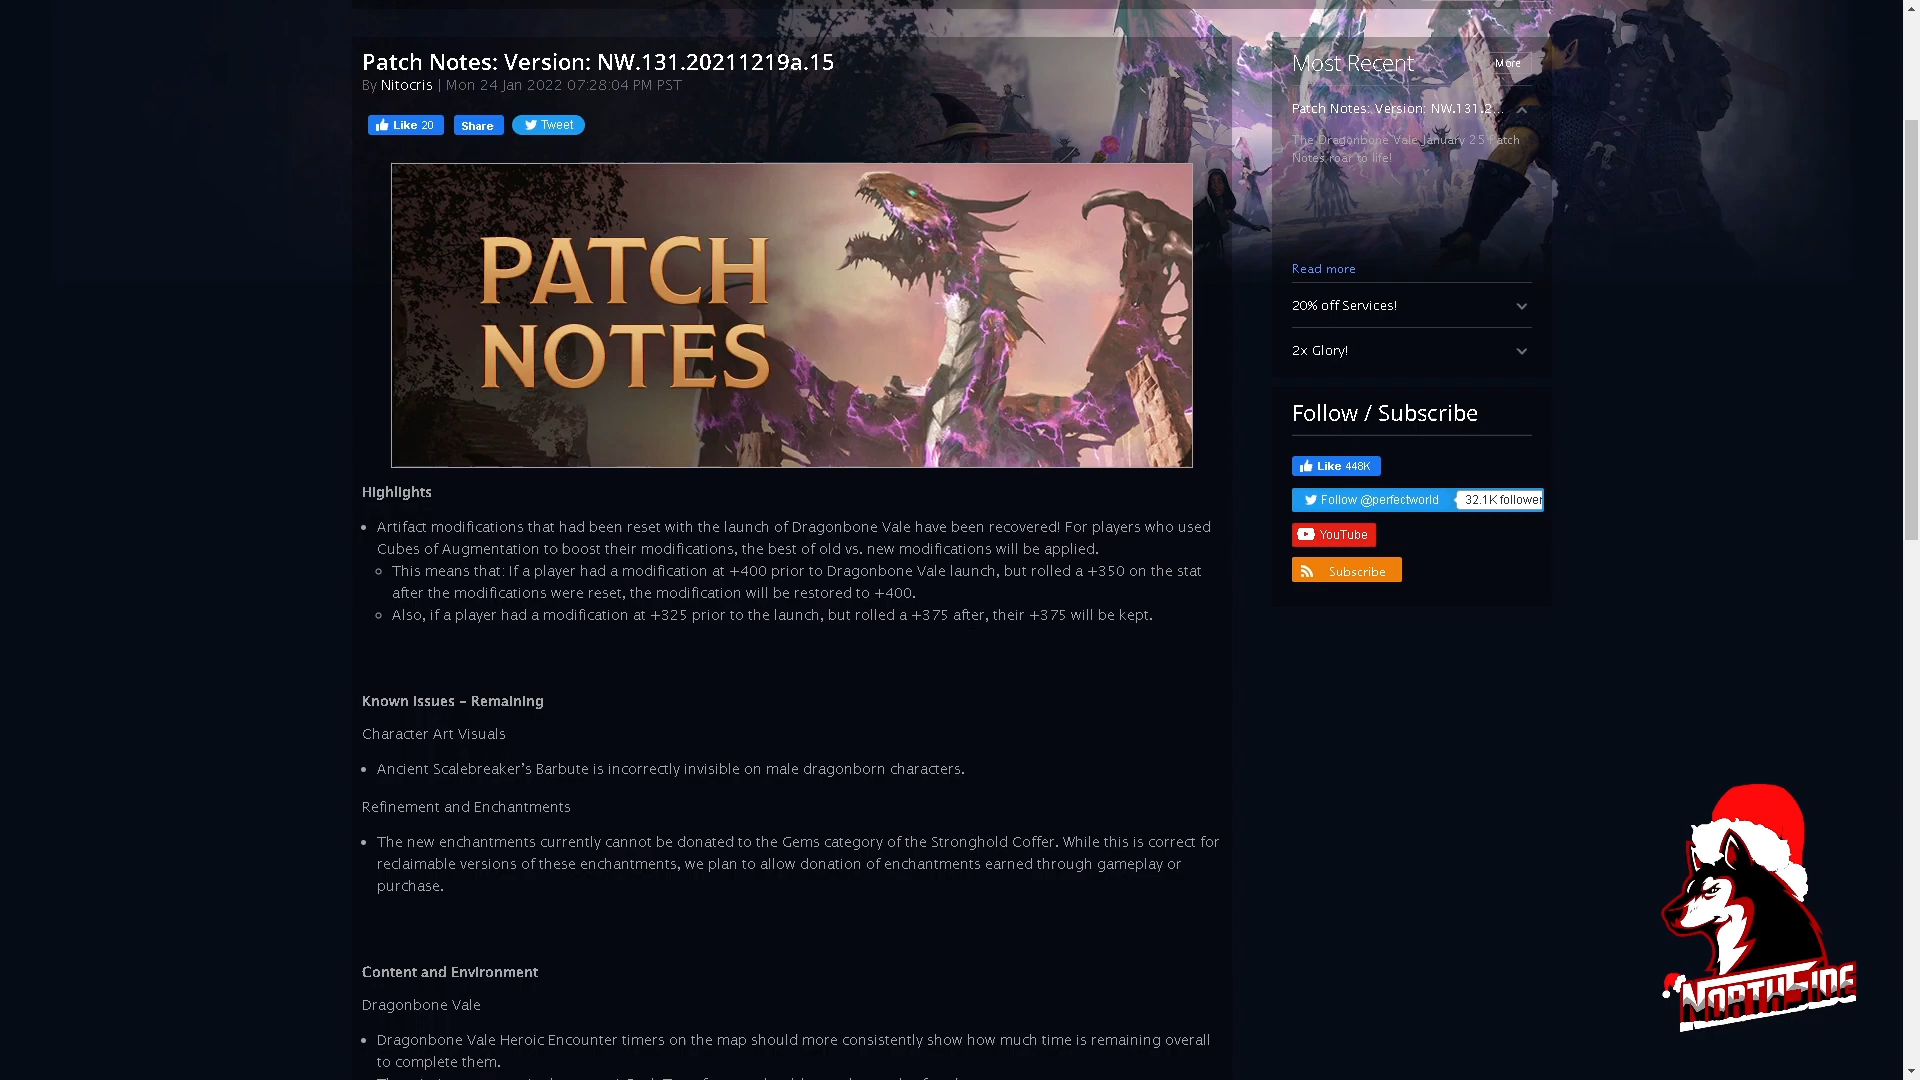 Patch Notes: Version: NW.131.20211219a.15
By Nitocris | Mon 24 Jan 2022 07:28:04 PM PST
Like 20
Share
Tweet
PATCH
NOTES
Highlights
Artifact modifications that had been reset with the launch of Dragonbone Vale have been recovered! For players who used
Cubes of Augmentation to boost their modifications, the best of old vs. new modifications will be applied.
This means that: If a player had a modification at +400 prior to Dragonbone Vale launch, but rolled a +350 on the stat
after the modifications were reset, the modification will be restored to +400.
Also, if a player had a modification at +325 prior to the launch, but rolled a +375 after, their +375 will be kept.
Known Issues – Remaining
Character Art Visuals
Ancient Scalebreaker’s Barbute is incorrectly invisible on male dragonborn characters.
Refinement and Enchantments
The new enchantments currently cannot be donated to the Gems category of the Stronghold Coffer. While this is correct for
reclaimable versions of these enchantments, we plan to allow donation of enchantments earned through gameplay or
purchase.
Content and Environment
Dragonbone Vale
Dragonbone Vale Heroic Encounter timers on the map should more consistently show how much time is remaining overall
to complete them.
Most Recent
More
Patch Notes: Version: NW.131.2...
The Dragonbone Vale January 25 Patch
Notes roar to life!
Read more
20% off Services!
2x Glory!
Follow / Subscribe
Like 448K
Follow @perfectworld
32.1K follower
YouTube
Subscribe
NORTHSIDE